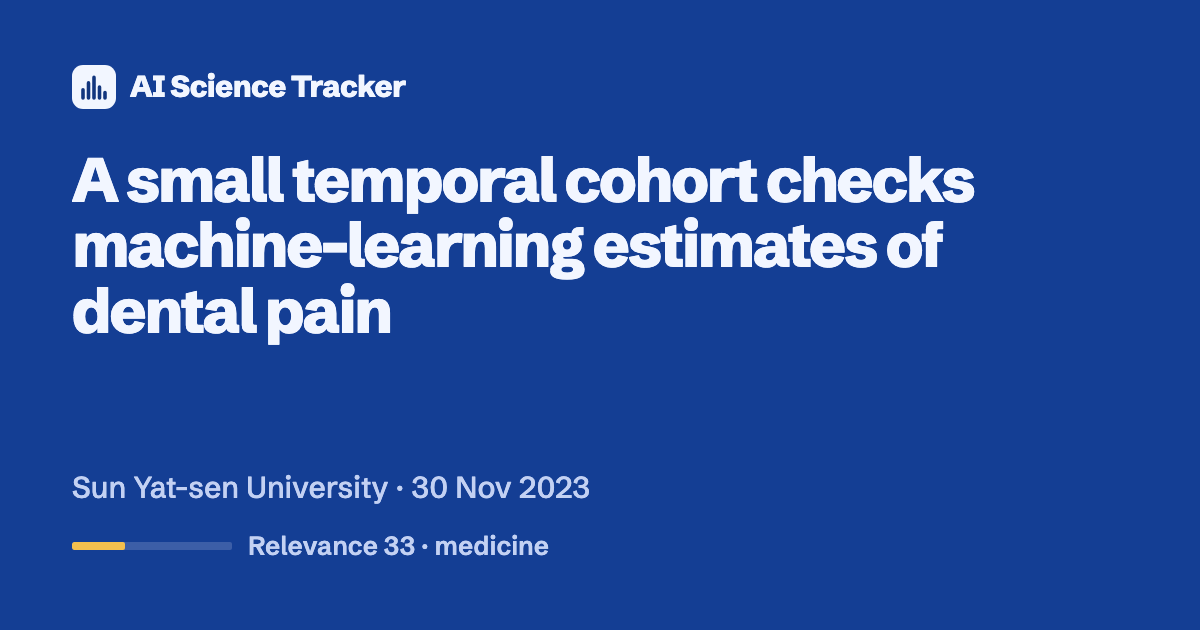 AI Science Tracker
A small temporal cohort checks
machine-learning estimates of
dental pain
Sun Yat-sen University · 30 Nov 2023
Relevance 33 · medicine